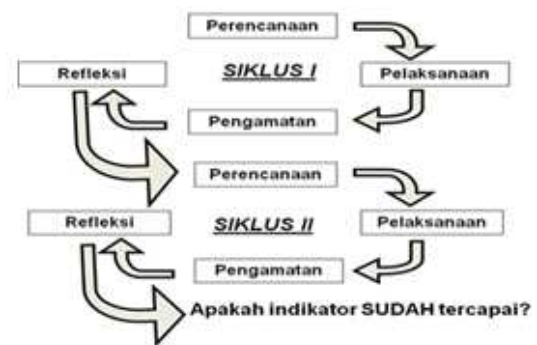 Perencanaan
Refleksi
SIKLUS I
Pelaksanaan
Pengamatan
Perencanaan
Refleksi
SIKLUS II
Pelaksanaan
Pengamatan
Apakah indikator SUDAH tercapai?